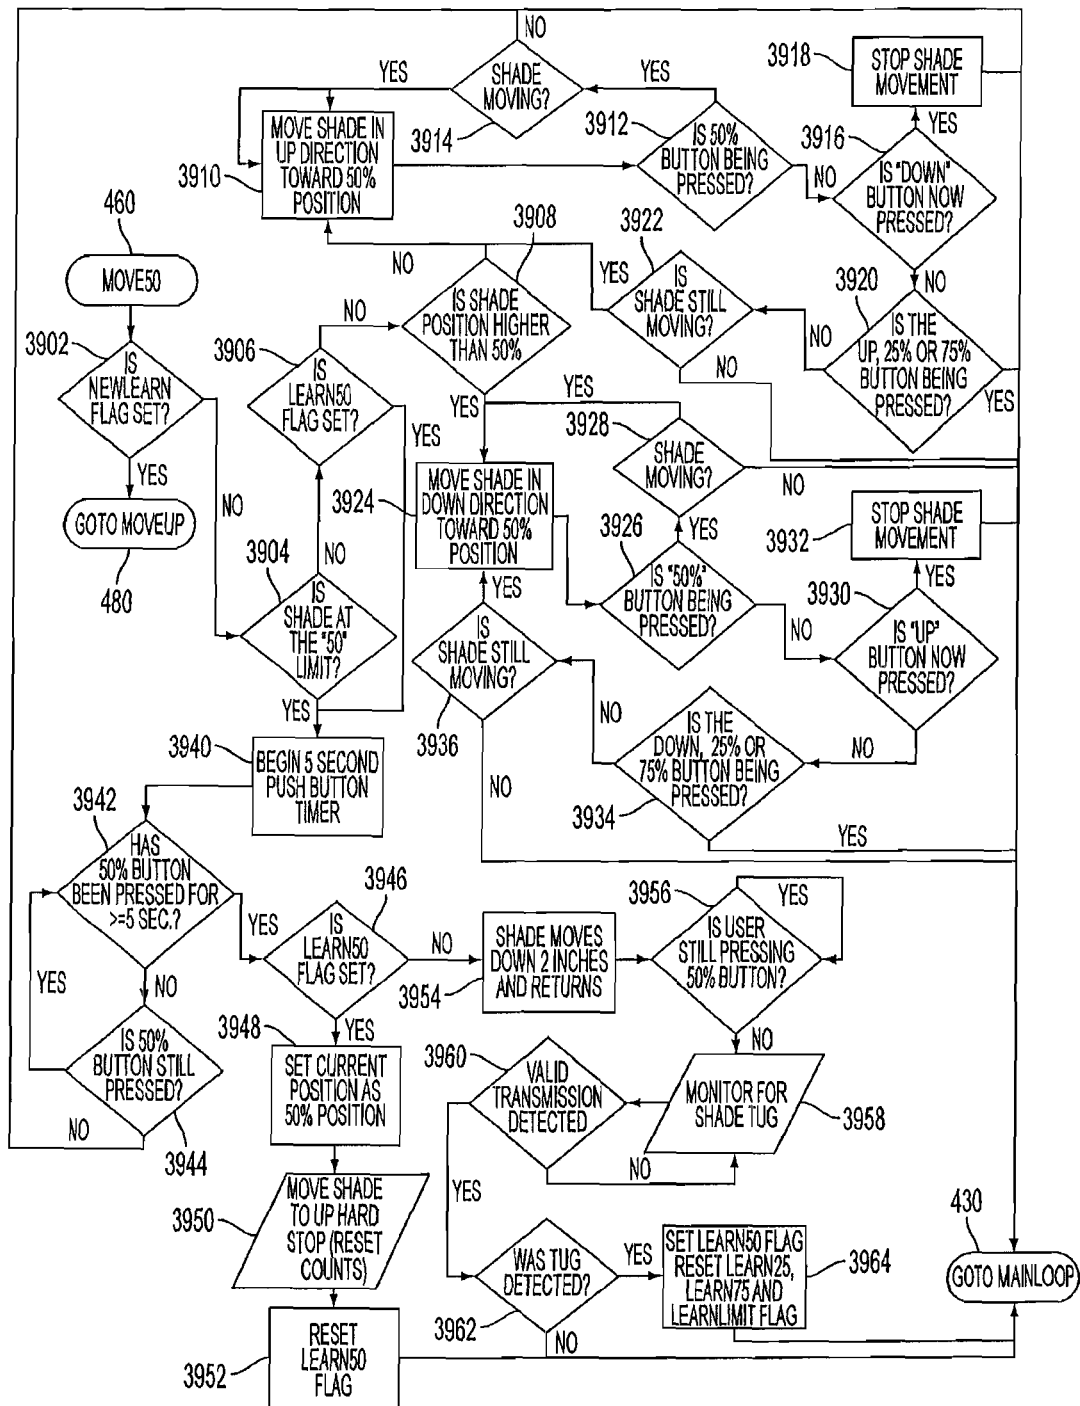 NO
YES
SHADE
MOVING?
3914
YES
3918
STOP SHADE
MOVEMENT
YES
3912
3916
MOVE SHADE IN
UP DIRECTION
TOWARD 50%
POSITION
3910
IS 50%
BUTTON BEING
PRESSED?
NO
IS "DOWN"
BUTTON NOW
PRESSED?
460
MOVE50
3908
NO
3922
YES
IS
SHADE STILL
MOVING?
NO
NO
3920
IS THE
UP, 25% OR 75%
BUTTON BEING
PRESSED?
NO
YES
3902
IS
NEWLEARN
FLAG SET?
YES
NO
GOTO MOVEUP
480
3906
NO
IS
LEARN50
FLAG SET?
YES
IS SHADE
POSITION HIGHER
THAN 50%
YES
YES
3928
SHADE
MOVING?
NO
YES
3924
MOVE SHADE IN
DOWN DIRECTION
TOWARD 50%
POSITION
3926
IS "50%"
BUTTON BEING
PRESSED?
NO
3932
STOP SHADE
MOVEMENT
YES
3930
IS "UP"
BUTTON NOW
PRESSED?
NO
3904
NO
IS
SHADE AT
THE "50"
LIMIT?
YES
YES
IS
SHADE STILL
MOVING?
3936
NO
NO
IS THE
DOWN, 25% OR
75% BUTTON BEING
PRESSED?
3934
YES
3940
BEGIN 5 SECOND
PUSH BUTTON
TIMER
3942
HAS
50% BUTTON
BEEN PRESSED FOR
>=5 SEC.?
YES
NO
YES
IS 50%
BUTTON STILL
PRESSED?
NO
3944
3946
IS
LEARN50
FLAG SET?
NO
YES
SHADE MOVES
DOWN 2 INCHES
AND RETURNS
3954
3956
YES
IS USER
STILL PRESSING
50% BUTTON?
NO
3948
SET CURRENT
POSITION AS
50% POSITION
3960
VALID
TRANSMISSION
DETECTED
NO
YES
MONITOR FOR
SHADE TUG
3958
3950
MOVE SHADE
TO UP HARD
STOP (RESET
COUNTS)
WAS TUG
DETECTED?
3962
YES
NO
SET LEARN50 FLAG
RESET LEARN25,
LEARN75 AND
LEARNLIMIT FLAG
3964
430
GOTO MAINLOOP
3952
RESET
LEARN50
FLAG